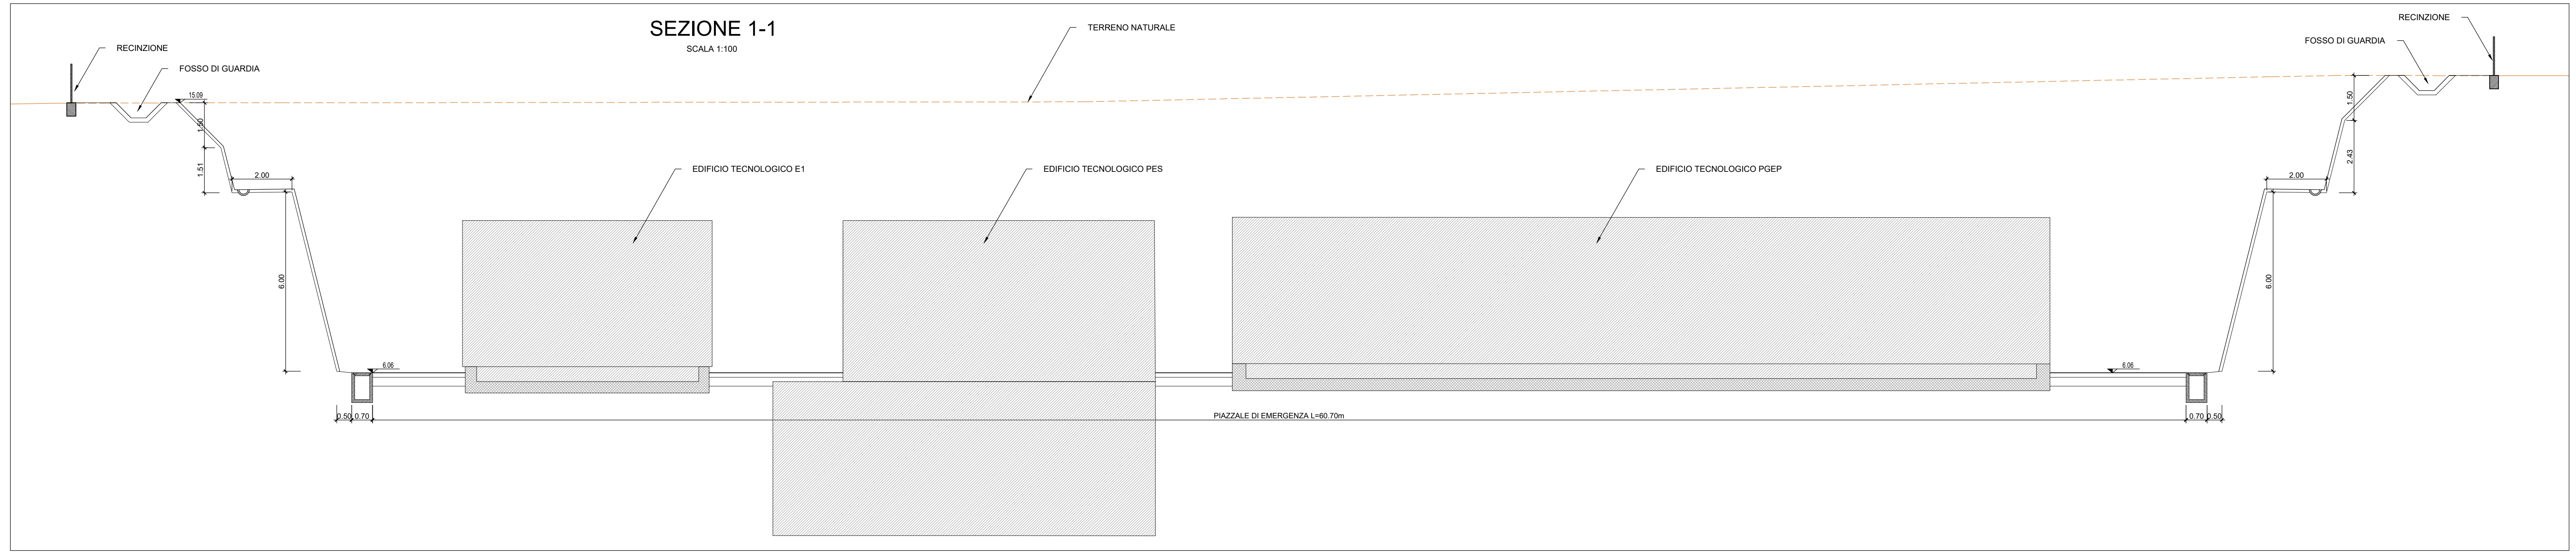 SEZIONE 1-1
SCALA 1:100
RECINZIONE
FOSSO DI GUARDIA
TERRENO NATURALE
RECINZIONE
FOSSO DI GUARDIA
15.09
1.50
1.51
2.00
6.00
EDIFICIO TECNOLOGICO E1
EDIFICIO TECNOLOGICO PES
EDIFICIO TECNOLOGICO PGEP
1.50
2.43
2.00
6.00
6.06
6.06
0.50
0.70
PIAZZALE DI EMERGENZA L=60.70m
0.70
0.50